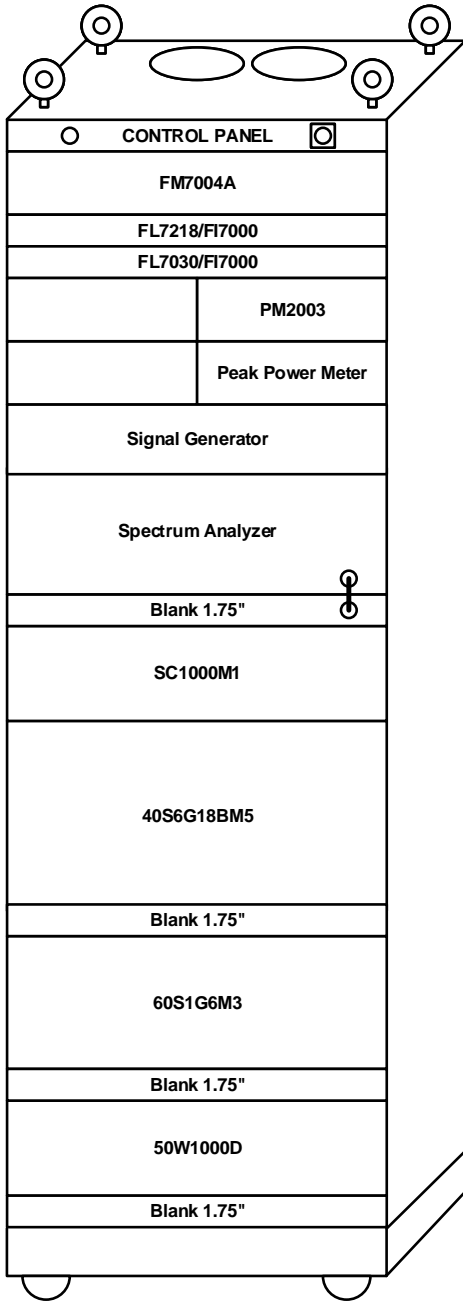 CONTROL PANEL
FM7004A
FL7218/FI7000
FL7030/FI7000
PM2003
Peak Power Meter
Signal Generator
Spectrum Analyzer
Blank 1.75"
SC1000M1
40S6G18BM5
Blank 1.75"
60S1G6M3
Blank 1.75"
50W1000D
Blank 1.75"